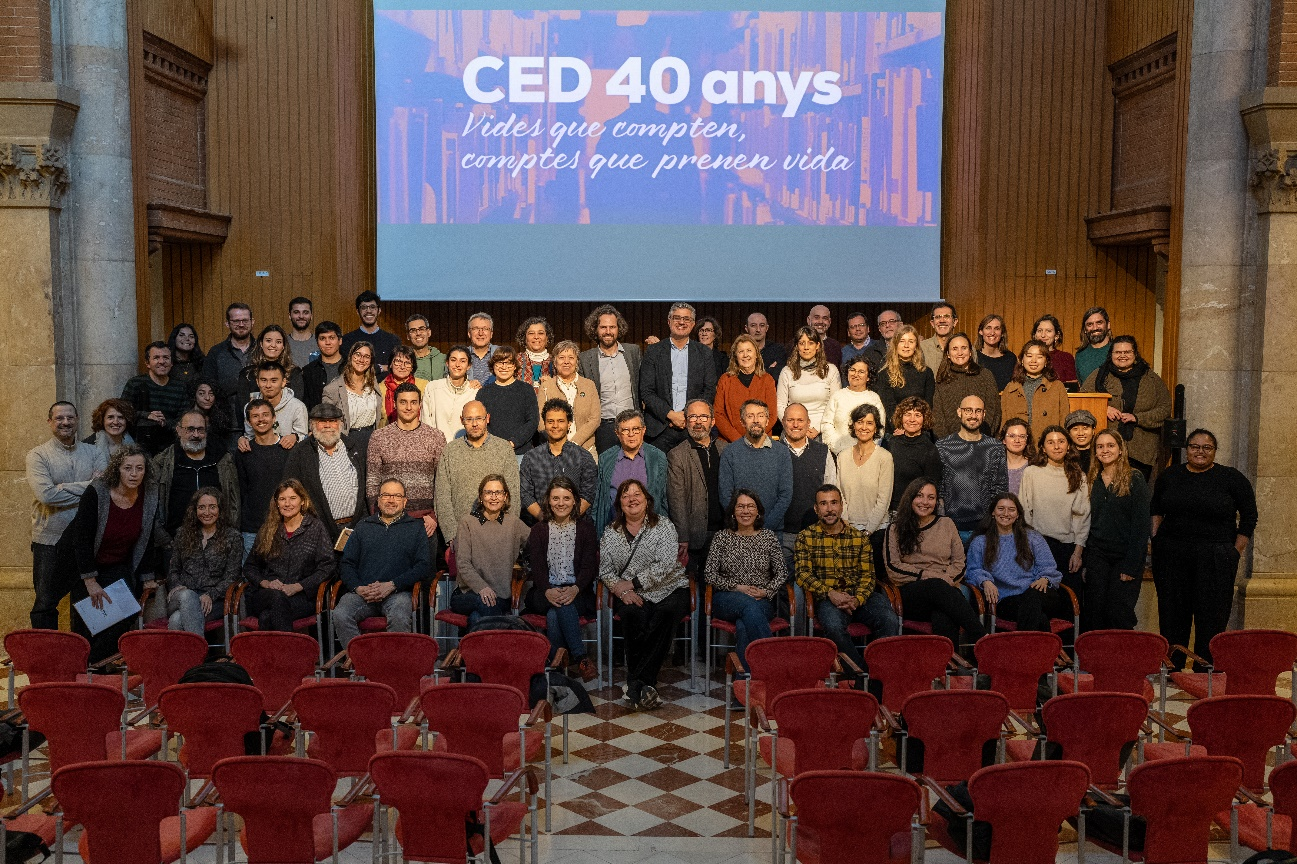 CED 40 anys
Vides que compten,
comptes que prenen vida